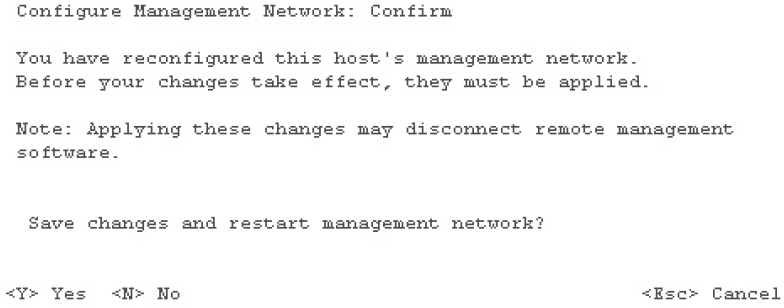 Configure Management Network: Confirm
You have reconfigured this host's management network.
Before your changes take effect, they must be applied.
Note: Applying these changes may disconnect remote management
software.
Save changes and restart management network?
<Y> Yes <N> No <Esc> Cancel